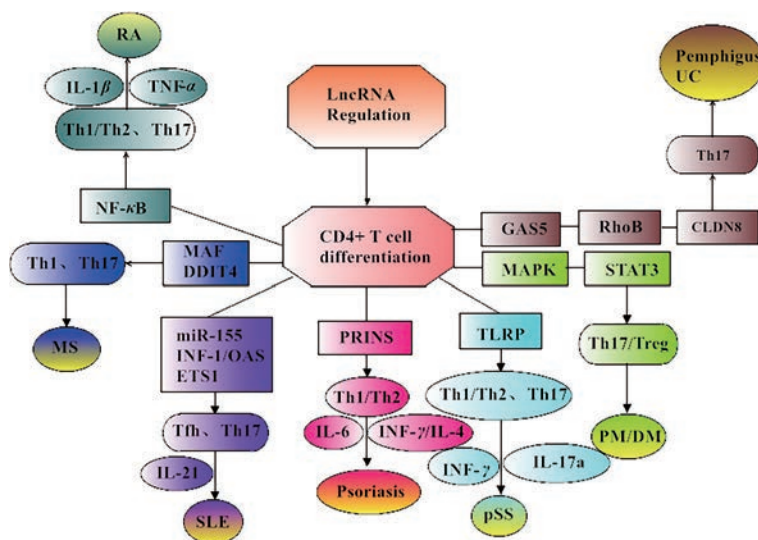 RA
IL-1β
TNF-α
Th1/Th2、Th17
NF-κB
LncRNA
Regulation
CD4+ T cell
differentiation
Pemphigus
UC
Th17
GAS5
RhoB
CLDN8
MAPK
STAT3
Th17/Treg
PM/DM
Th1、Th17
MAF
DDIT4
MS
miR-155
INF-1/OAS
ETS1
Tfh、Th17
IL-21
SLE
PRINS
Th1/Th2
IL-6
INF-γ/IL-4
Psoriasis
TLRP
Th1/Th2、Th17
INF-γ
IL-17a
pSS